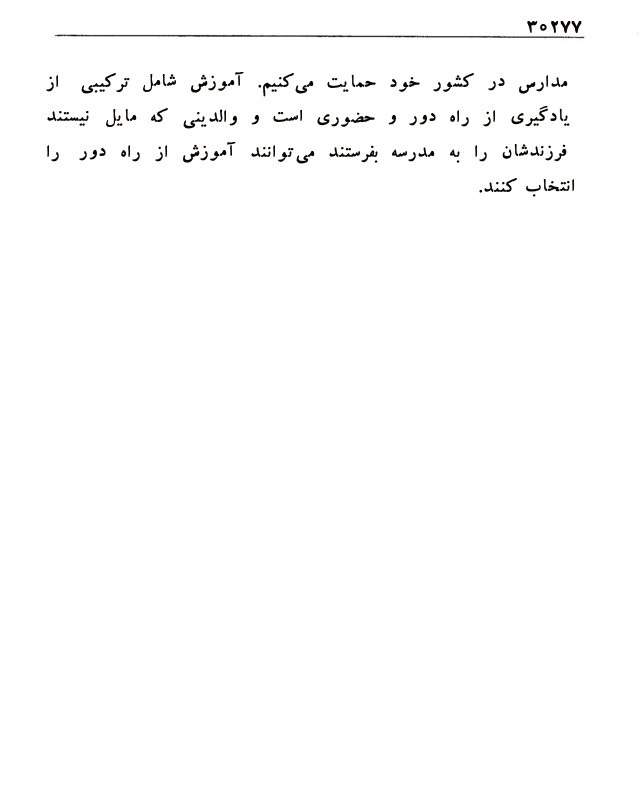 ۳۰۲۷۷
مدارس در کشور خود حمایت می‌کنیم. آموزش شامل ترکیبی از
یادگیری از راه دور و حضوری است و والدینی که مایل نیستند
فرزندشان را به مدرسه بفرستند می‌توانند آموزش از راه دور را
انتخاب کنند.